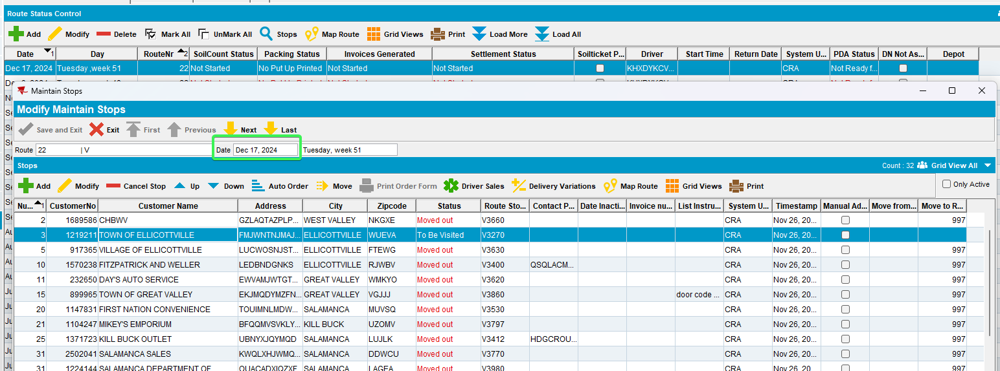 Route Status Control
Add Modify Delete Mark All UnMark All Stops Map Route Grid Views Print Load More Load All
Date 1 Day RouteNr 2 SoilCount Status Packing Status Invoices Generated Settlement Status Soilticket P... Driver Start Time Return Date System U... PDA Status DN Not As... Depot
Dec 17, 2024 Tuesday ,week 51 22 Not Started No Put Up Printed Not Started Not Started KHXDYKCV... CRA Not Ready f...
Maintain Stops
Modify Maintain Stops
Save and Exit Exit First Previous Next Last
Route 22 | V Date Dec 17, 2024 Tuesday, week 51
Stops Count : 32 Grid View All
Add Modify Cancel Stop Up Down Auto Order Move Print Order Form Driver Sales Delivery Variations Map Route Grid Views Print Only Active
Nu... 1 CustomerNo Customer Name Address City Zipcode Status Route Sto... Contact P... Date Inacti... Invoice nu... List Instru... System U... Timestamp Manual Ad... Move from... Move to R...
2 1689586 CHBWV GZLAQTAZPLP... WEST VALLEY NKGXE Moved out V3660 CRA Nov 26, 20... 997
3 1219211 TOWN OF ELLICOTTVILLE FMJWNTNJMAJ... ELLICOTTVILLE WUEVA To Be Visited V3270 CRA Nov 26, 20...
5 917365 VILLAGE OF ELLICOTTVILLE LUCWOSNJST... ELLICOTTVILLE FTEWG Moved out V3630 CRA Nov 26, 20... 997
10 1570238 FITZPATRICK AND WELLER LEDBNDGNKS ELLICOTTVILLE RJWBV Moved out V3400 QSQLACM... CRA Nov 26, 20... 997
11 232650 DAY'S AUTO SERVICE EWVAMJWTGT... GREAT VALLEY WMKYO Moved out V3620 CRA Nov 26, 20... 997
15 899965 TOWN OF GREAT VALLEY EKJMQDYMZFN... GREAT VALLEY VGJJJ Moved out V3860 door code ... CRA Nov 26, 20... 997
20 1147831 FIRST NATION CONVENIENCE TOUIMNLMDW... SALAMANCA MUVSQ Moved out V3530 CRA Nov 26, 20... 997
21 1104247 MIKEY'S EMPORIUM BFQQMVSVKLY... KILL BUCK UZOMV Moved out V3797 CRA Nov 26, 20... 997
25 1371723 KILL BUCK OUTLET UBNYXJQYMQD SALAMANCA LUJLK Moved out V3412 HDGCROU... CRA Nov 26, 20... 997
31 2502041 SALAMANCA SALES KWQLXHJWMQ... SALAMANCA DDWCU Moved out V3770 CRA Nov 26, 20... 997
31 1224144 SALAMANCA DEPARTMENT OF SALAMANCA LAGEA Moved out V3980 CRA Nov 26, 20... 997